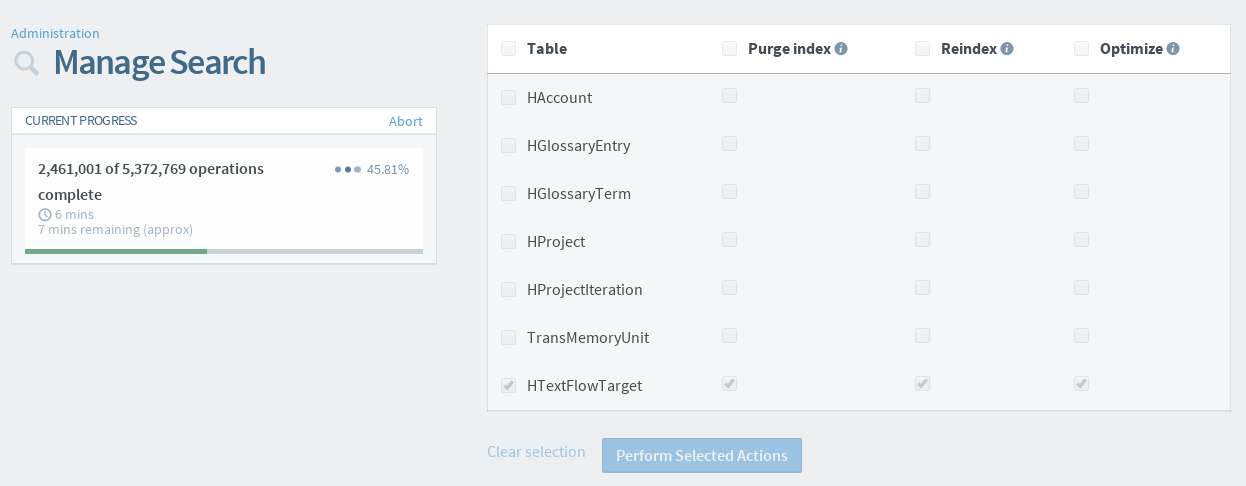 Administration
Manage Search
CURRENT PROGRESS Abort
2,461,001 of 5,372,769 operations 45.81%
complete
6 mins
7 mins remaining (approx)
Table Purge index Reindex Optimize
HAccount
HGlossaryEntry
HGlossaryTerm
HProject
HProjectIteration
TransMemoryUnit
HTextFlowTarget
Clear selection Perform Selected Actions